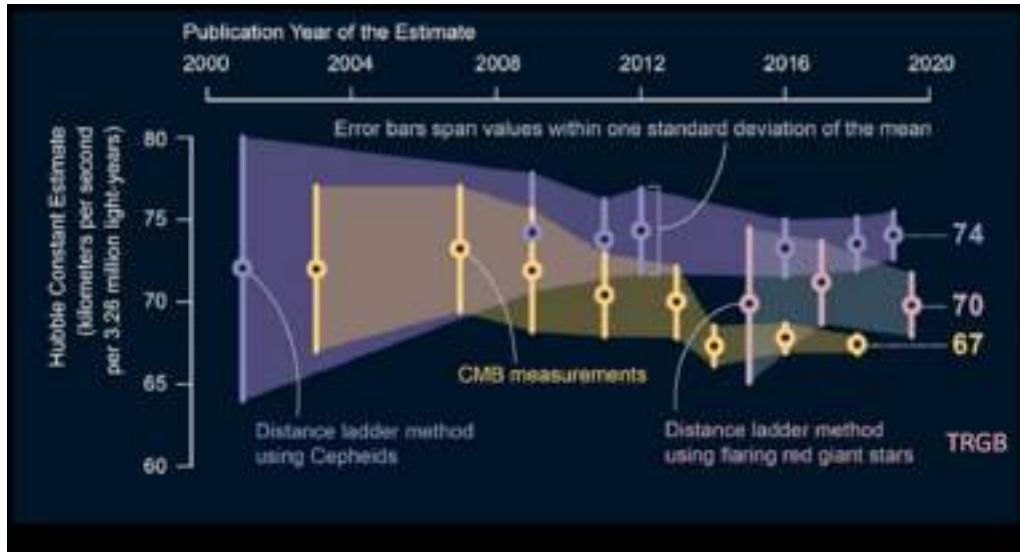 Publication Year of the Estimate
2000 2004 2008 2012 2016 2020
Error bars span values within one standard deviation of the mean
Hubble Constant Estimate
(kilometers per second
per 3.26 million light-years)
80
75
70
65
60
74
70
67
CMB measurements
Distance ladder method
using Cepheids
Distance ladder method
using flaring red giant stars
TRGB